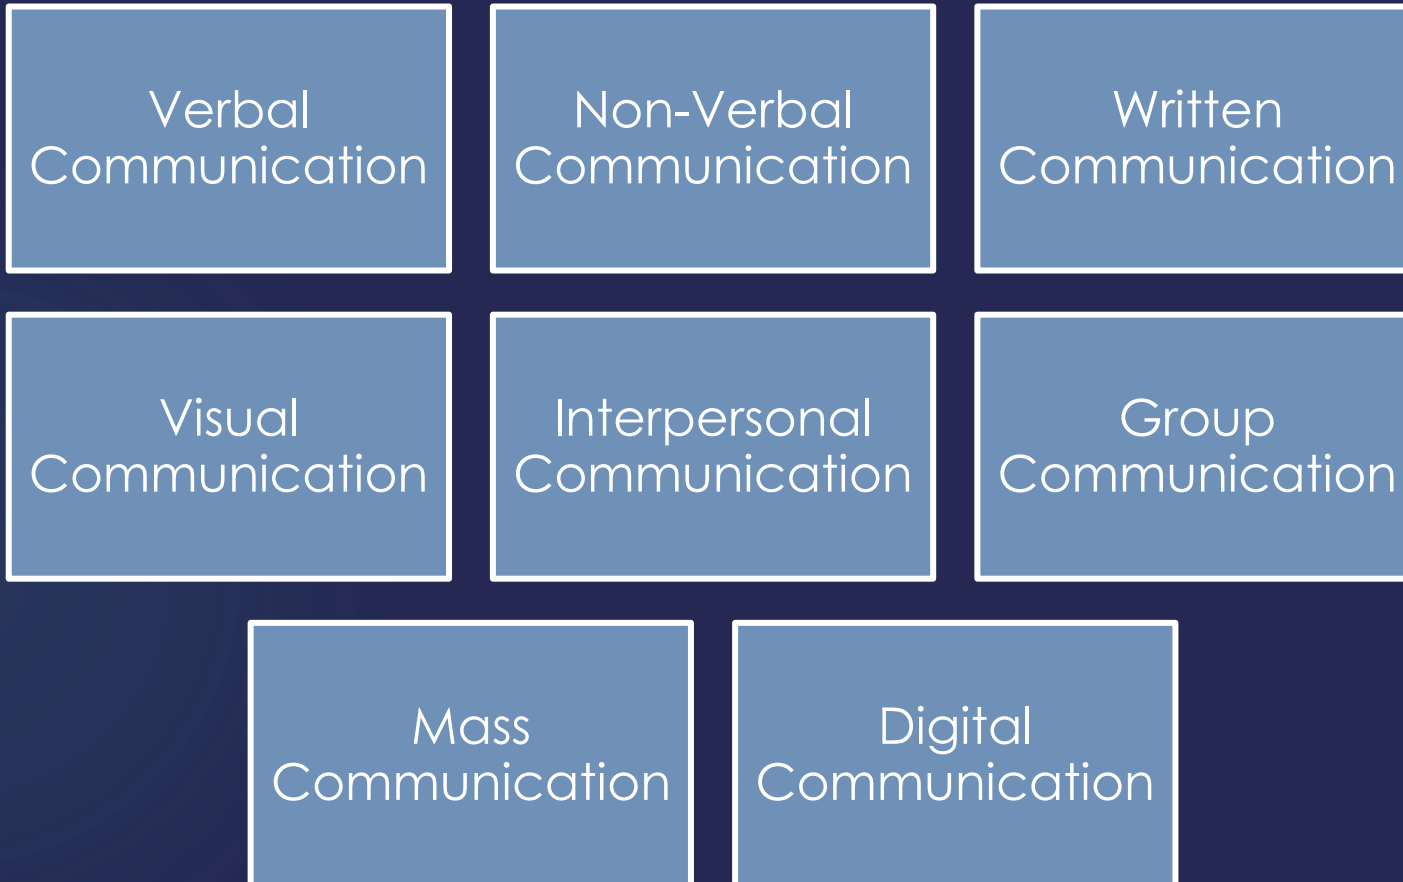 Verbal
Communication
Non-Verbal
Communication
Written
Communication
Visual
Communication
Interpersonal
Communication
Group
Communication
Mass
Communication
Digital
Communication